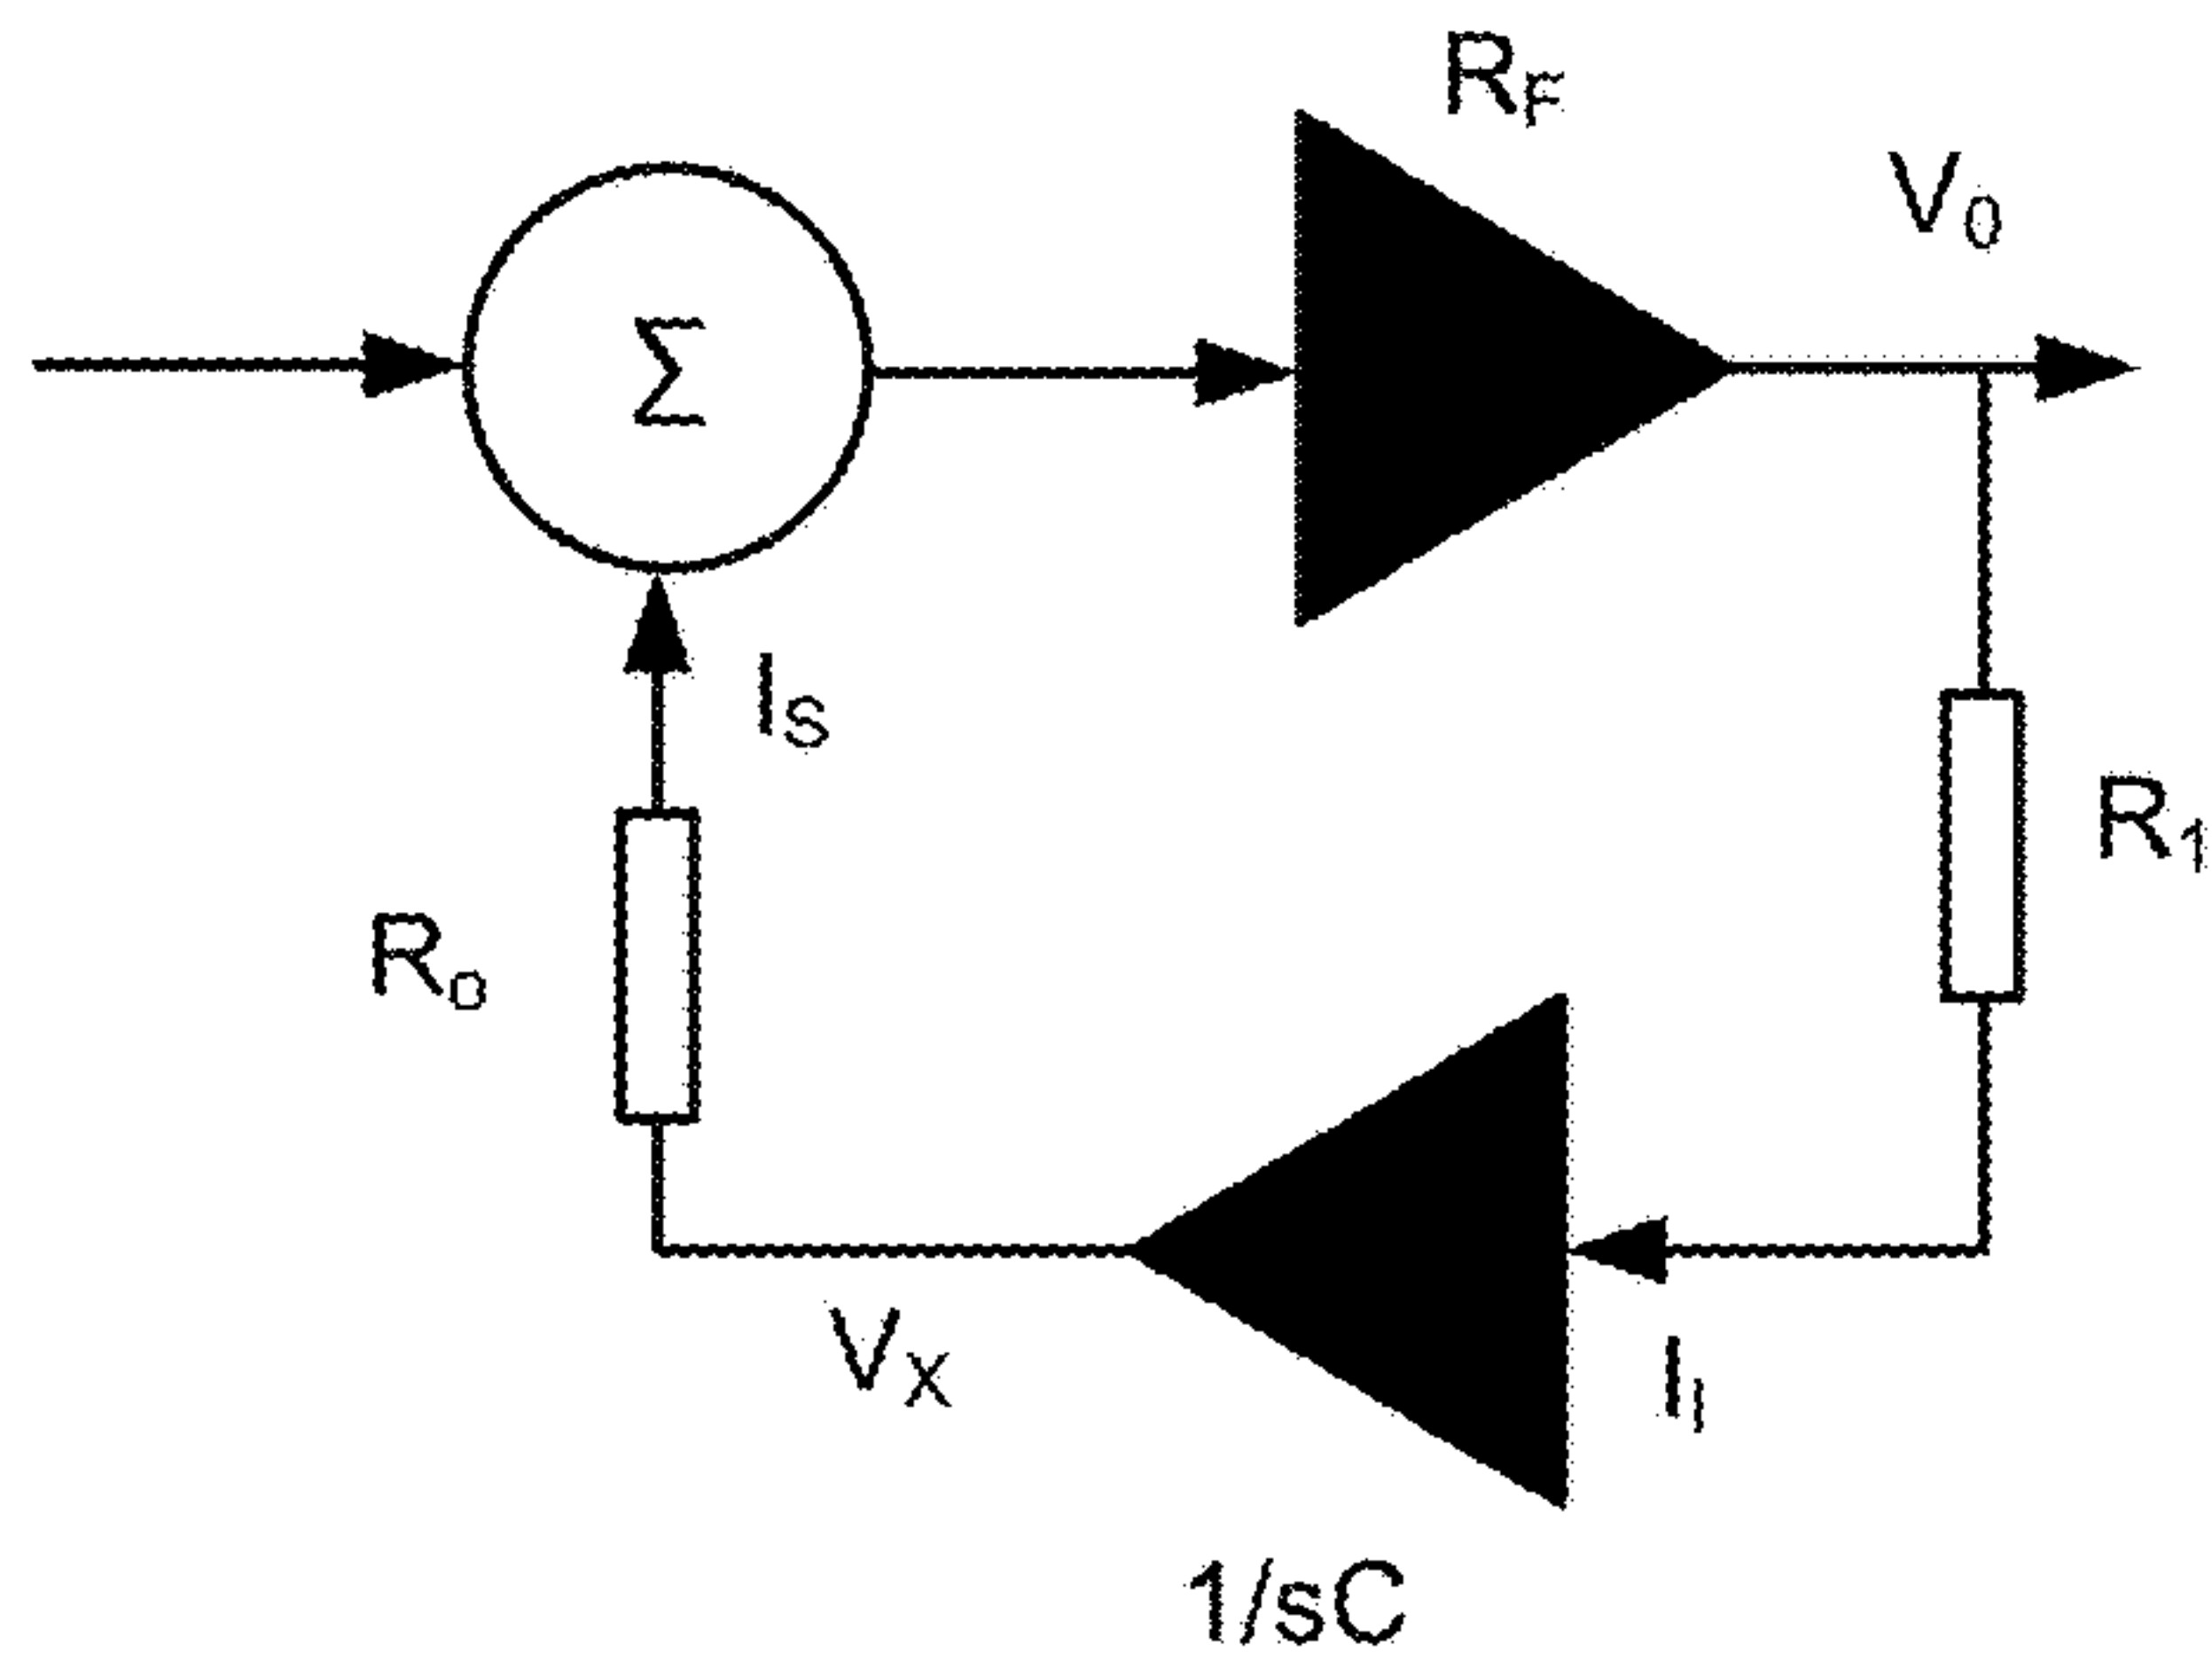 R_F
V_0
Σ
I_S
R_1
R_o
V_X
I_I
1/sC